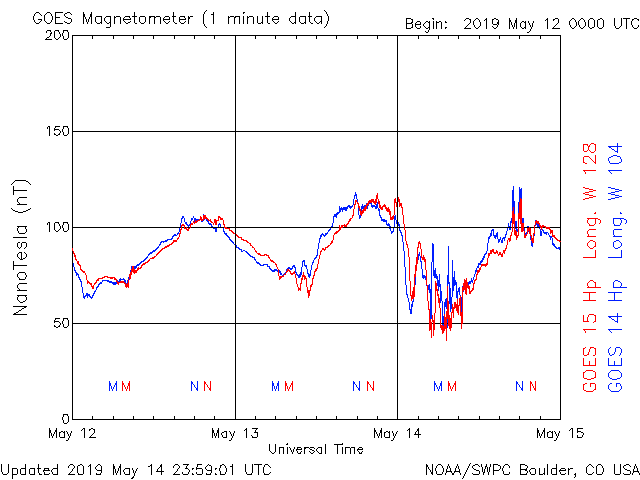 GOES Magnetometer (1 minute data)
Begin: 2019 May 12 0000 UTC
200
150
100
50
0
NanoTesla (nT)
M M N N M M N N M M N N
May 12 May 13 May 14 May 15
Universal Time
GOES 15 Hp Long. W 128
GOES 14 Hp Long. W 104
Updated 2019 May 14 23:59:01 UTC
NOAA/SWPC Boulder, CO USA